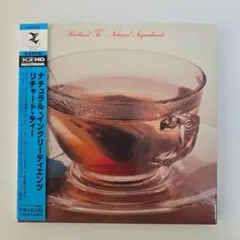 Richard Tee - Natural Ingredients
K2HD
MASTERING
ナチュラル・イングリーディエンツ
リチャード・ティー